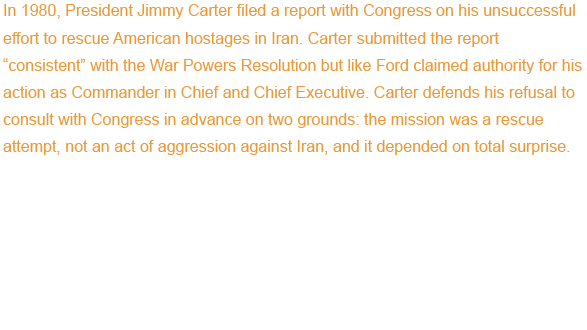 In 1980, President Jimmy Carter filed a report with Congress on his unsuccessful
effort to rescue American hostages in Iran. Carter submitted the report
“consistent” with the War Powers Resolution but like Ford claimed authority for his
action as Commander in Chief and Chief Executive. Carter defends his refusal to
consult with Congress in advance on two grounds: the mission was a rescue
attempt, not an act of aggression against Iran, and it depended on total surprise.